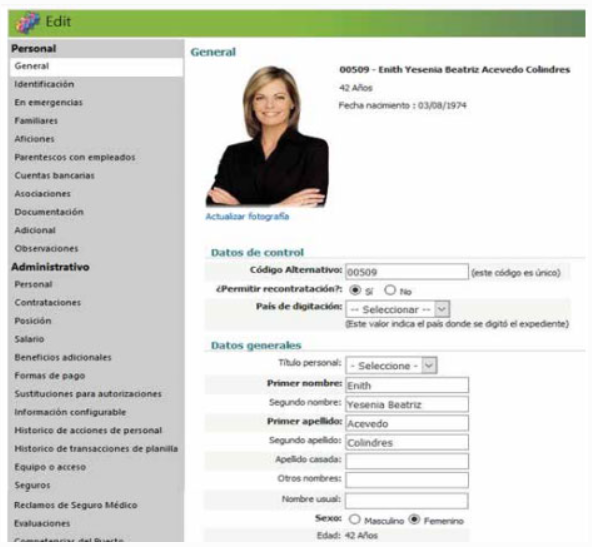 Edit
Personal
General
Identificación
En emergencias
Familiares
Aficiones
Parentescos con empleados
Cuentas bancarias
Asociaciones
Documentación
Adicional
Observaciones
Administrativo
Personal
Contrataciones
Posición
Salario
Beneficios adicionales
Formas de pago
Sustituciones para autorizaciones
Información configurable
Historico de acciones de personal
Historico de transacciones de planilla
Equipo o acceso
Seguros
Reclamos de Seguro Médico
Evaluaciones
Competencias del Puesto
General
00509 - Enith Yesenia Beatriz Acevedo Colindres
42 Años
Fecha nacimiento : 03/08/1974
Actualizar fotografía
Datos de control
Código Alternativo: 00509 (este código es único)
¿Permitir recontratación?: Sí No
País de digitación: -- Seleccionar --
(Este valor indica el país donde se digitó el expediente)
Datos generales
Título personal: - Seleccione -
Primer nombre: Enith
Segundo nombre: Yesenia Beatriz
Primer apellido: Acevedo
Segundo apellido: Colindres
Apellido casada:
Otros nombres:
Nombre usual:
Sexo: Masculino Femenino
Edad: 42 Años